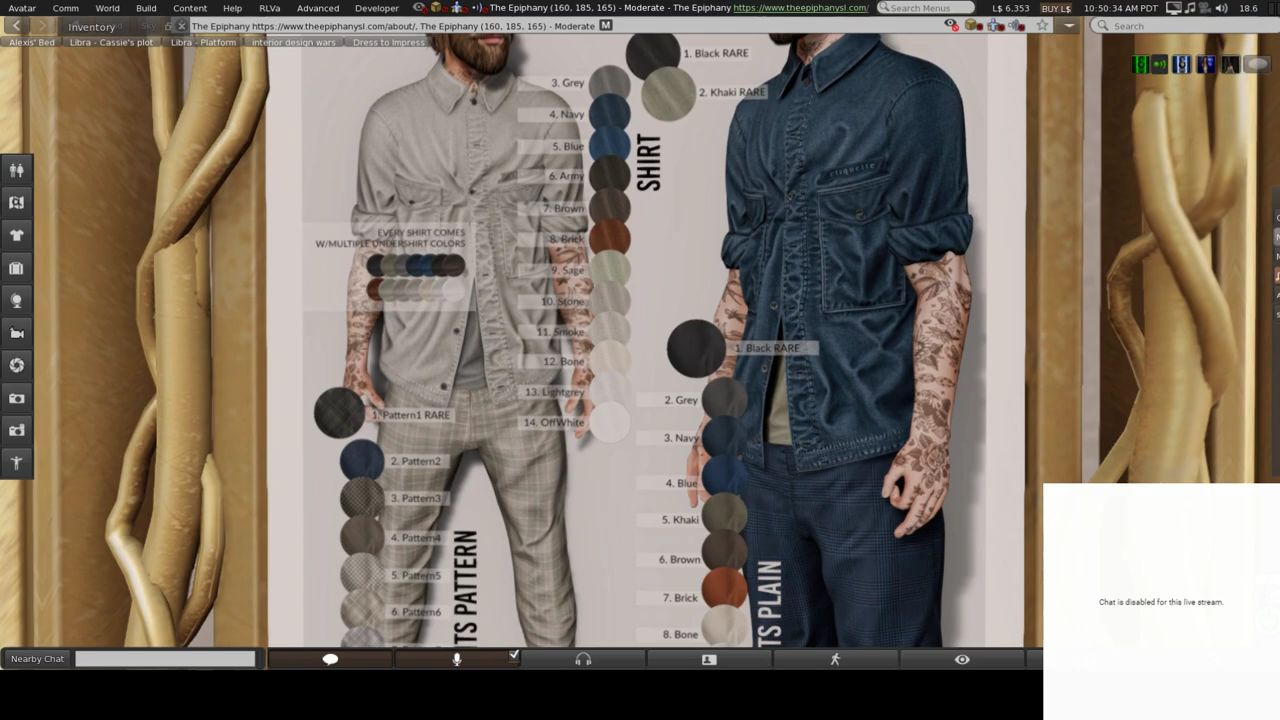 Avatar Comm World Build Content Help RLVa Advanced Developer The Epiphany (160, 185, 165) - Moderate - The Epiphany https://www.theepiphanysl.com/ Search Menus L$ 6,353 BUY L$ 10:50:34 AM PDT 18.6
Inventory The Epiphany https://www.theepiphanysl.com/about/, The Epiphany (160, 185, 165) - Moderate M Search
Alexis' Bed Libra - Cassie's plot Libra - Platform interior design wars Dress to Impress
1. Black RARE
2. Khaki RARE
3. Grey
4. Navy
5. Blue
6. Army
7. Brown
8. Brick
9. Sage
10. Stone
11. Smoke
12. Bone
13. Lightgrey
14. OffWhite
SHIRT
etiquette
EVERY SHIRT COMES
W/MULTIPLE UNDERSHIRT COLORS
1. Pattern1 RARE
2. Pattern2
3. Pattern3
4. Pattern4
5. Pattern5
6. Pattern6
TS PATTERN
1. Black RARE
2. Grey
3. Navy
4. Blue
5. Khaki
6. Brown
7. Brick
8. Bone
TS PLAIN
Chat is disabled for this live stream.
Nearby Chat